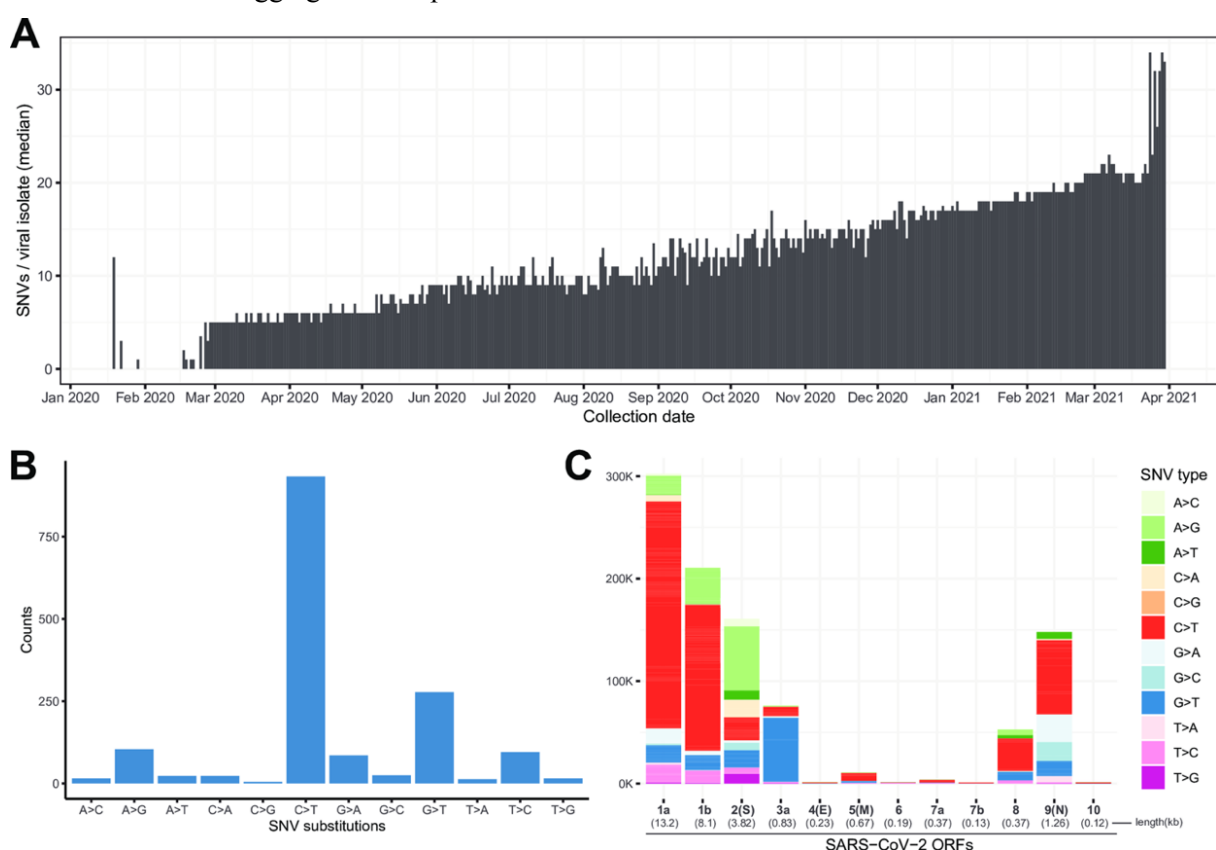 A
SNVs / viral isolate (median)
30
20
10
0
Jan 2020 Feb 2020 Mar 2020 Apr 2020 May 2020 Jun 2020 Jul 2020 Aug 2020 Sep 2020 Oct 2020 Nov 2020 Dec 2020 Jan 2021 Feb 2021 Mar 2021 Apr 2021
Collection date
B
Counts
750
500
250
0
A>C A>G A>T C>A C>G C>T G>A G>C G>T T>A T>C T>G
SNV substitutions
C
300K
200K
100K
0K
1a 1b 2(S) 3a 4(E) 5(M) 6 7a 7b 8 9(N) 10
(13.2) (8.1) (3.82) (0.83) (0.23) (0.67) (0.19) (0.37) (0.13) (0.37) (1.26) (0.12) length(kb)
SARS-CoV-2 ORFs
SNV type
A>C
A>G
A>T
C>A
C>G
C>T
G>A
G>C
G>T
T>A
T>C
T>G